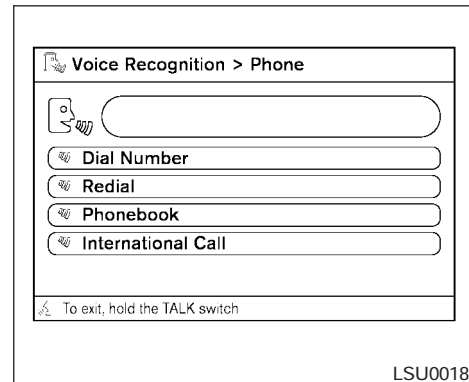 Voice Recognition > Phone
Dial Number
Redial
Phonebook
International Call
To exit, hold the TALK switch
LSU0018